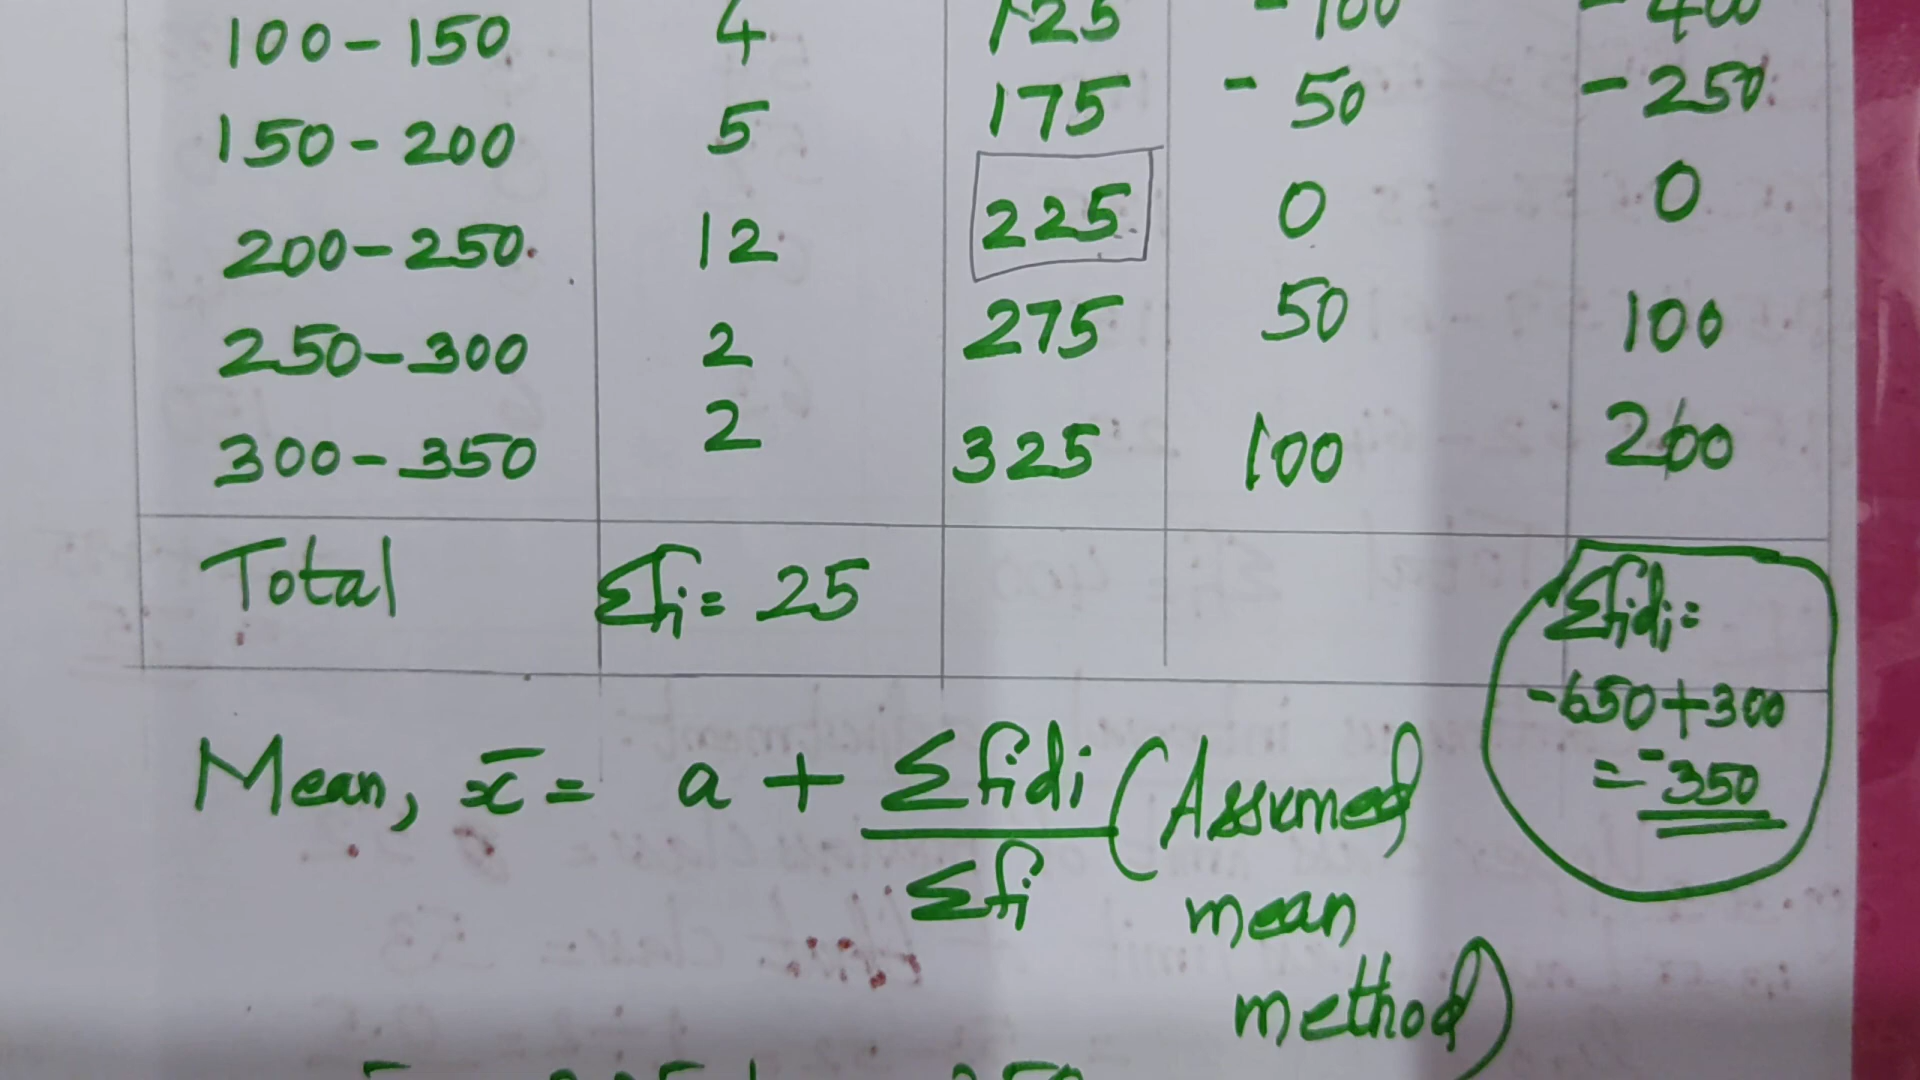 100-150 4 125 -100 -400
150-200 5 175 -50 -250
200-250 12 225 0 0
250-300 2 275 50 100
300-350 2 325 100 200
Total Σfi= 25 Σfidi=
-650+300
=-350
Mean, x̄ = a + Σfidi/Σfi (Assumed
mean
method)